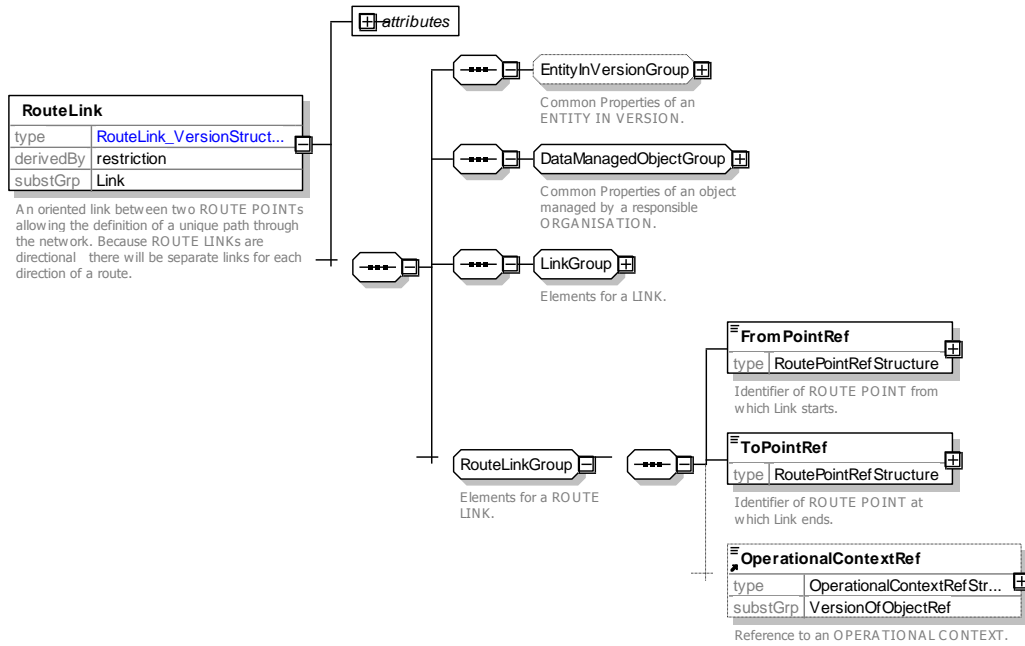 attributes
EntityInVersionGroup
Common Properties of an
ENTITY IN VERSION.
RouteLink
type RouteLink_VersionStruct...
derivedBy restriction
substGrp Link
An oriented link between two ROUTE POINTs
allowing the definition of a unique path through
the network. Because ROUTE LINKs are
directional there will be separate links for each
direction of a route.
DataManagedObjectGroup
Common Properties of an object
managed by a responsible
ORGANISATION.
LinkGroup
Elements for a LINK.
FromPointRef
type RoutePointRefStructure
Identifier of ROUTE POINT from
which Link starts.
RouteLinkGroup
Elements for a ROUTE
LINK.
ToPointRef
type RoutePointRefStructure
Identifier of ROUTE POINT at
which Link ends.
OperationalContextRef
type OperationalContextRefStr...
substGrp VersionOfObjectRef
Reference to an OPERATIONAL CONTEXT.